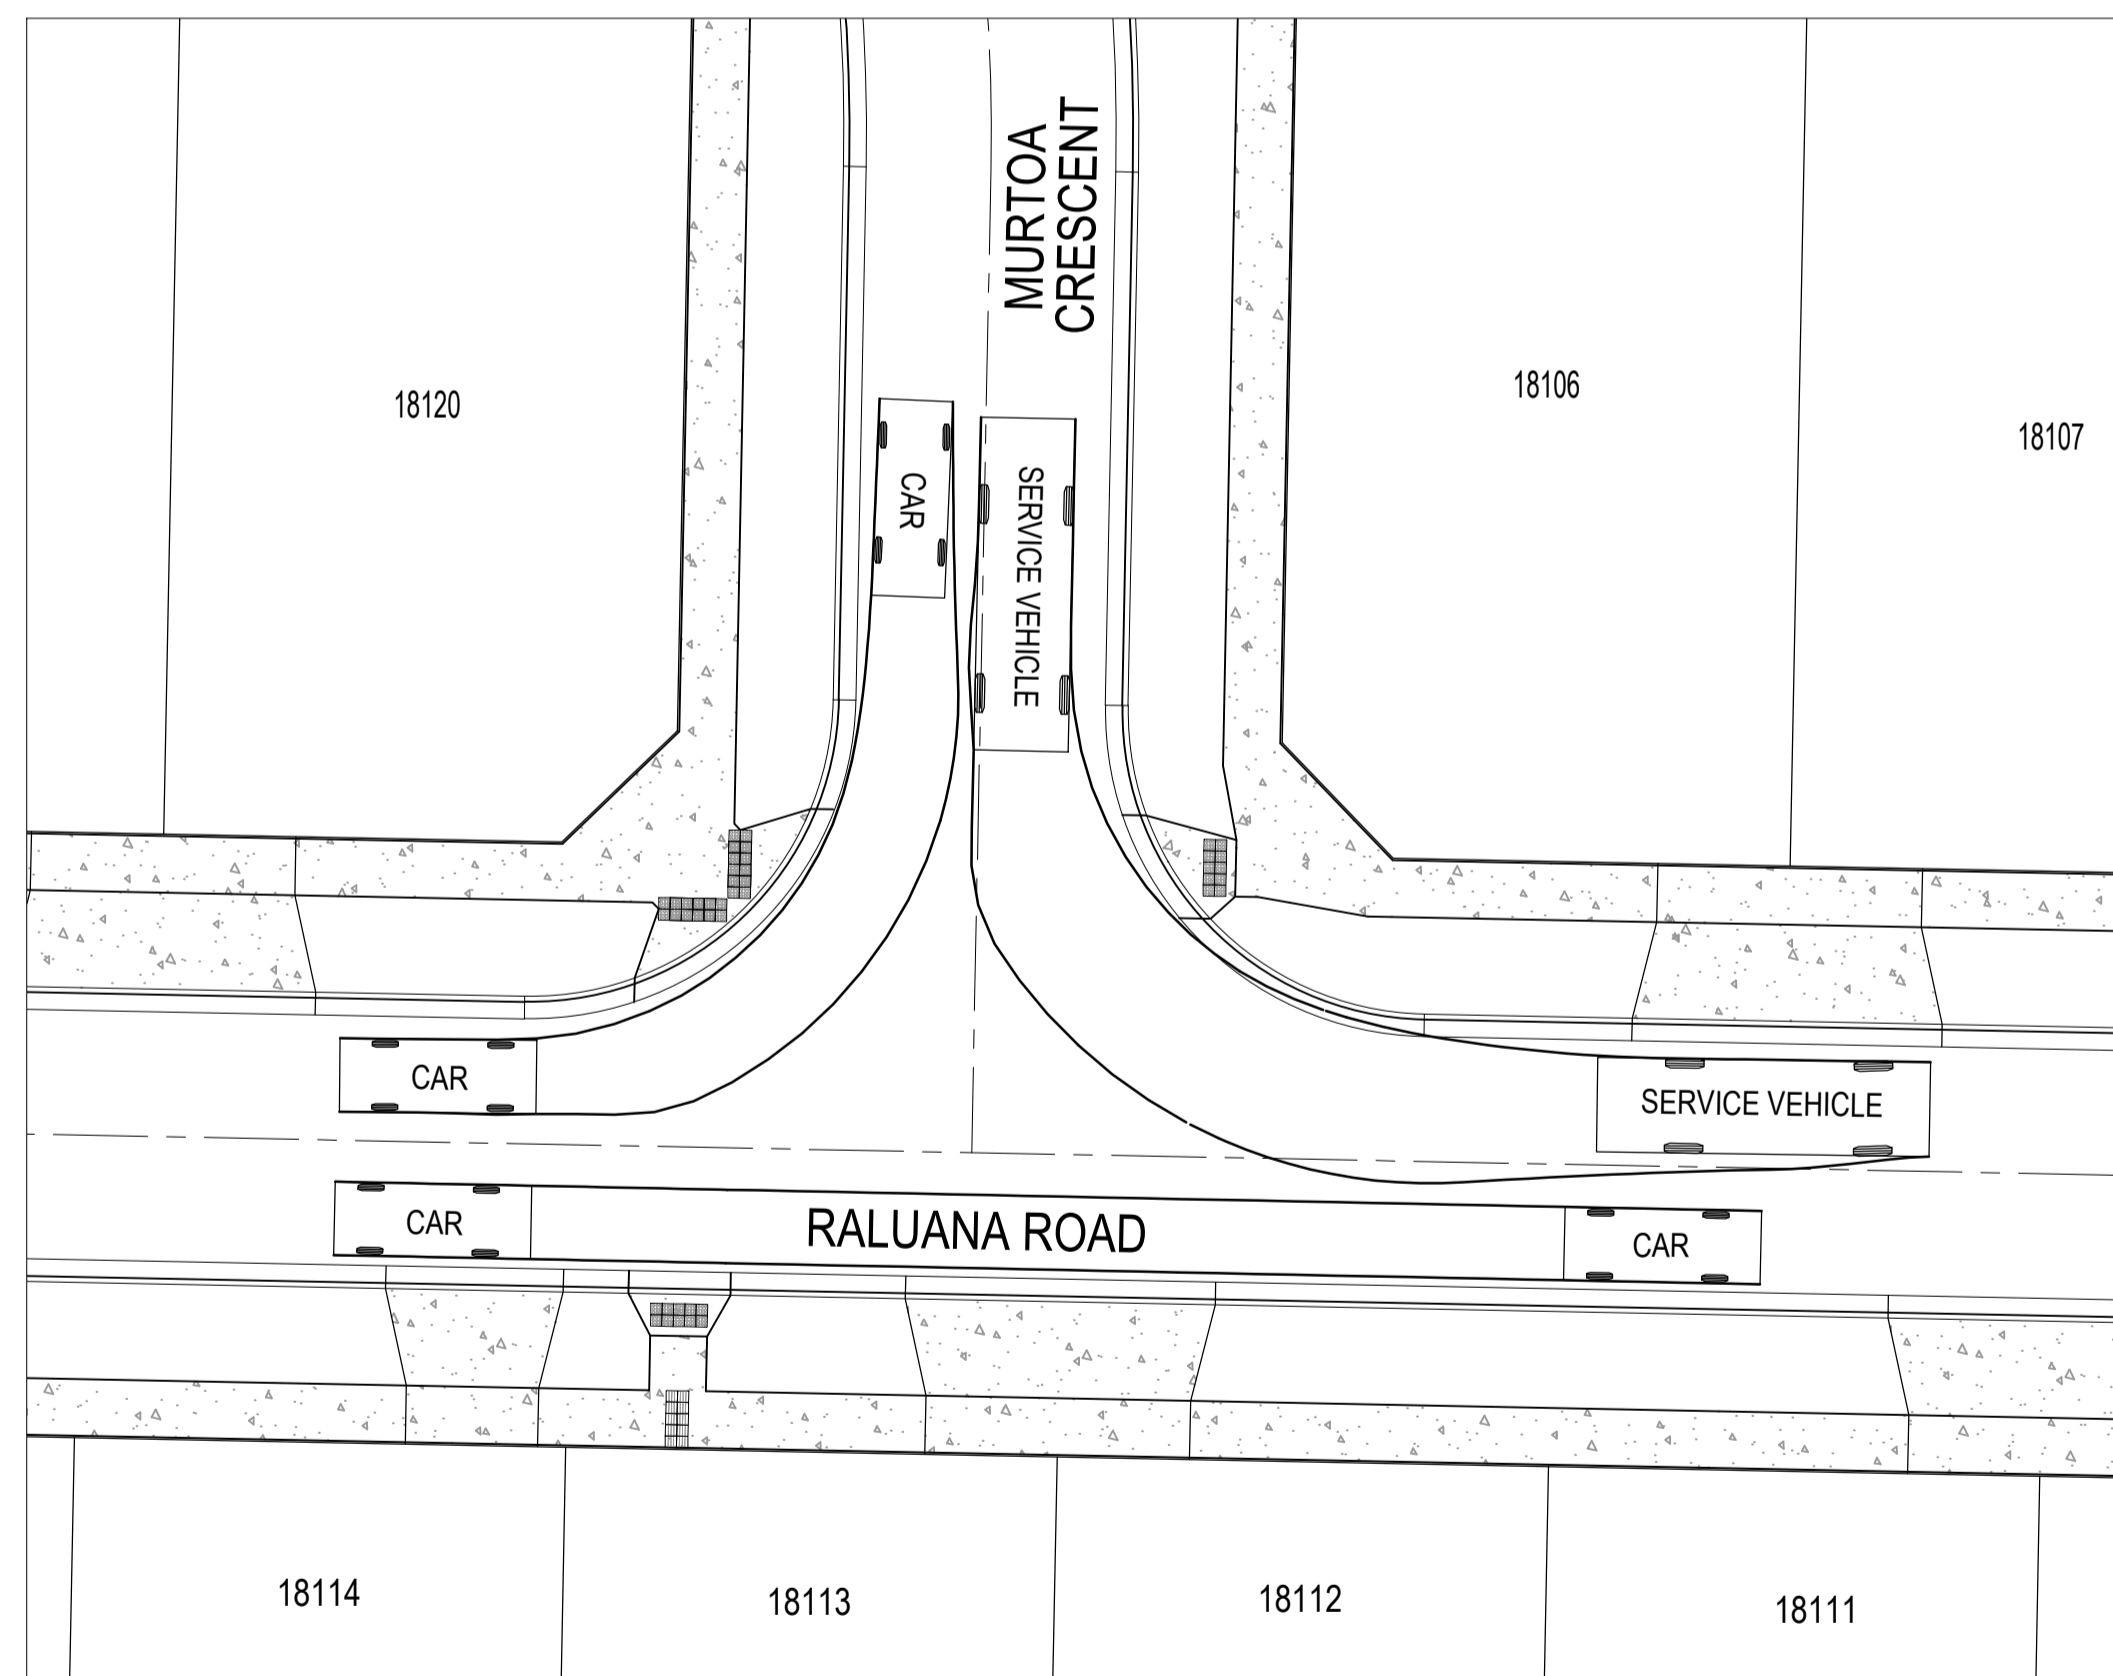 MURTOA
CRESCENT
18120
18106
18107
CAR
SERVICE VEHICLE
CAR
SERVICE VEHICLE
CAR
RALUANA ROAD
CAR
18114
18113
18112
18111